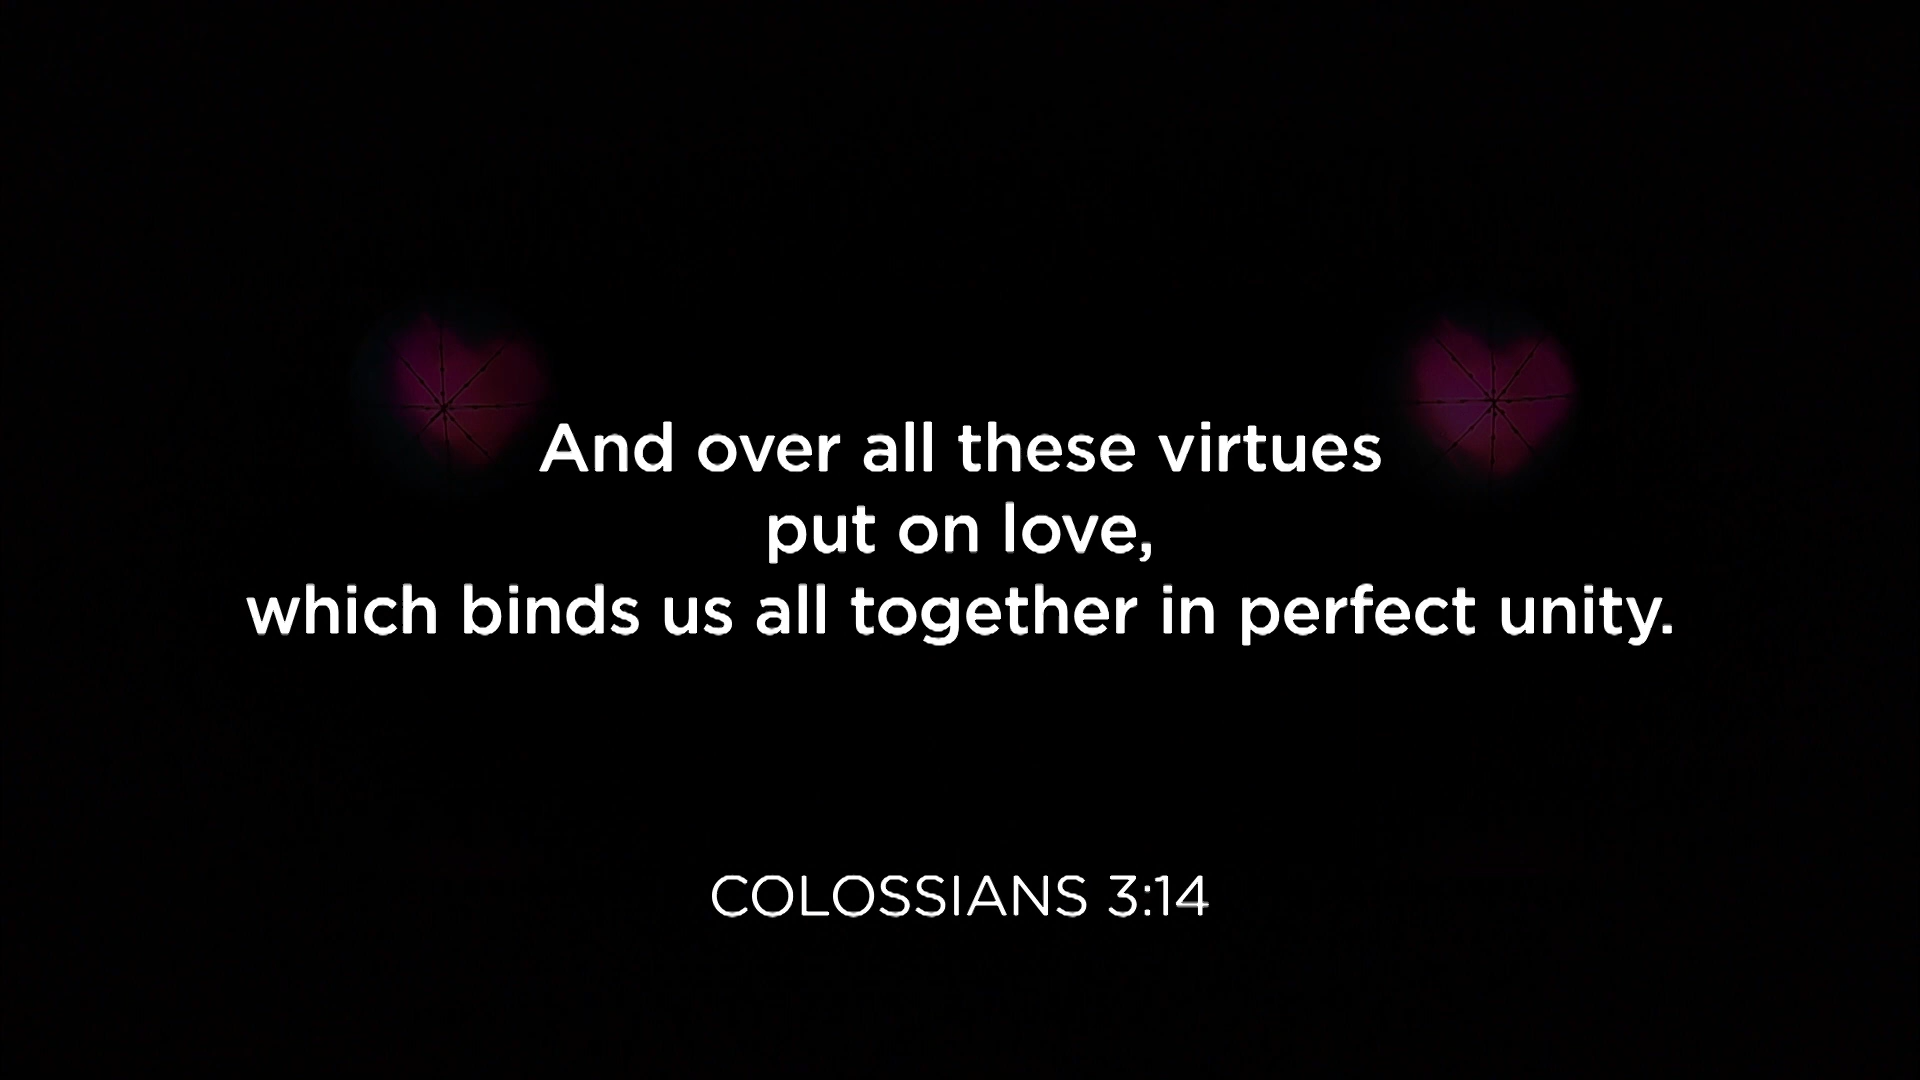 And over all these virtues
put on love,
which binds us all together in perfect unity.
COLOSSIANS 3:14